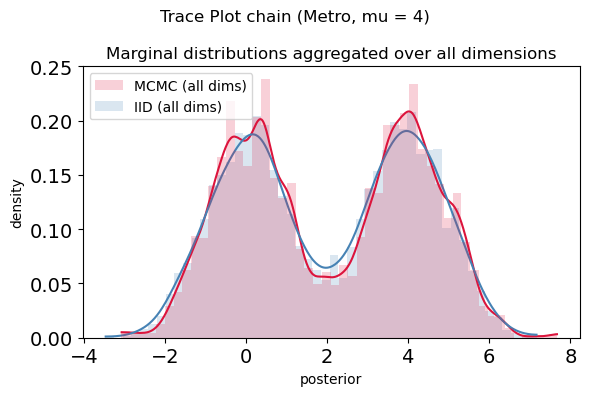 Trace Plot chain (Metro, mu = 4)
Marginal distributions aggregated over all dimensions
MCMC (all dims)
IID (all dims)
density
0.25
0.20
0.15
0.10
0.05
0.00
−4
−2
0
2
4
6
8
posterior